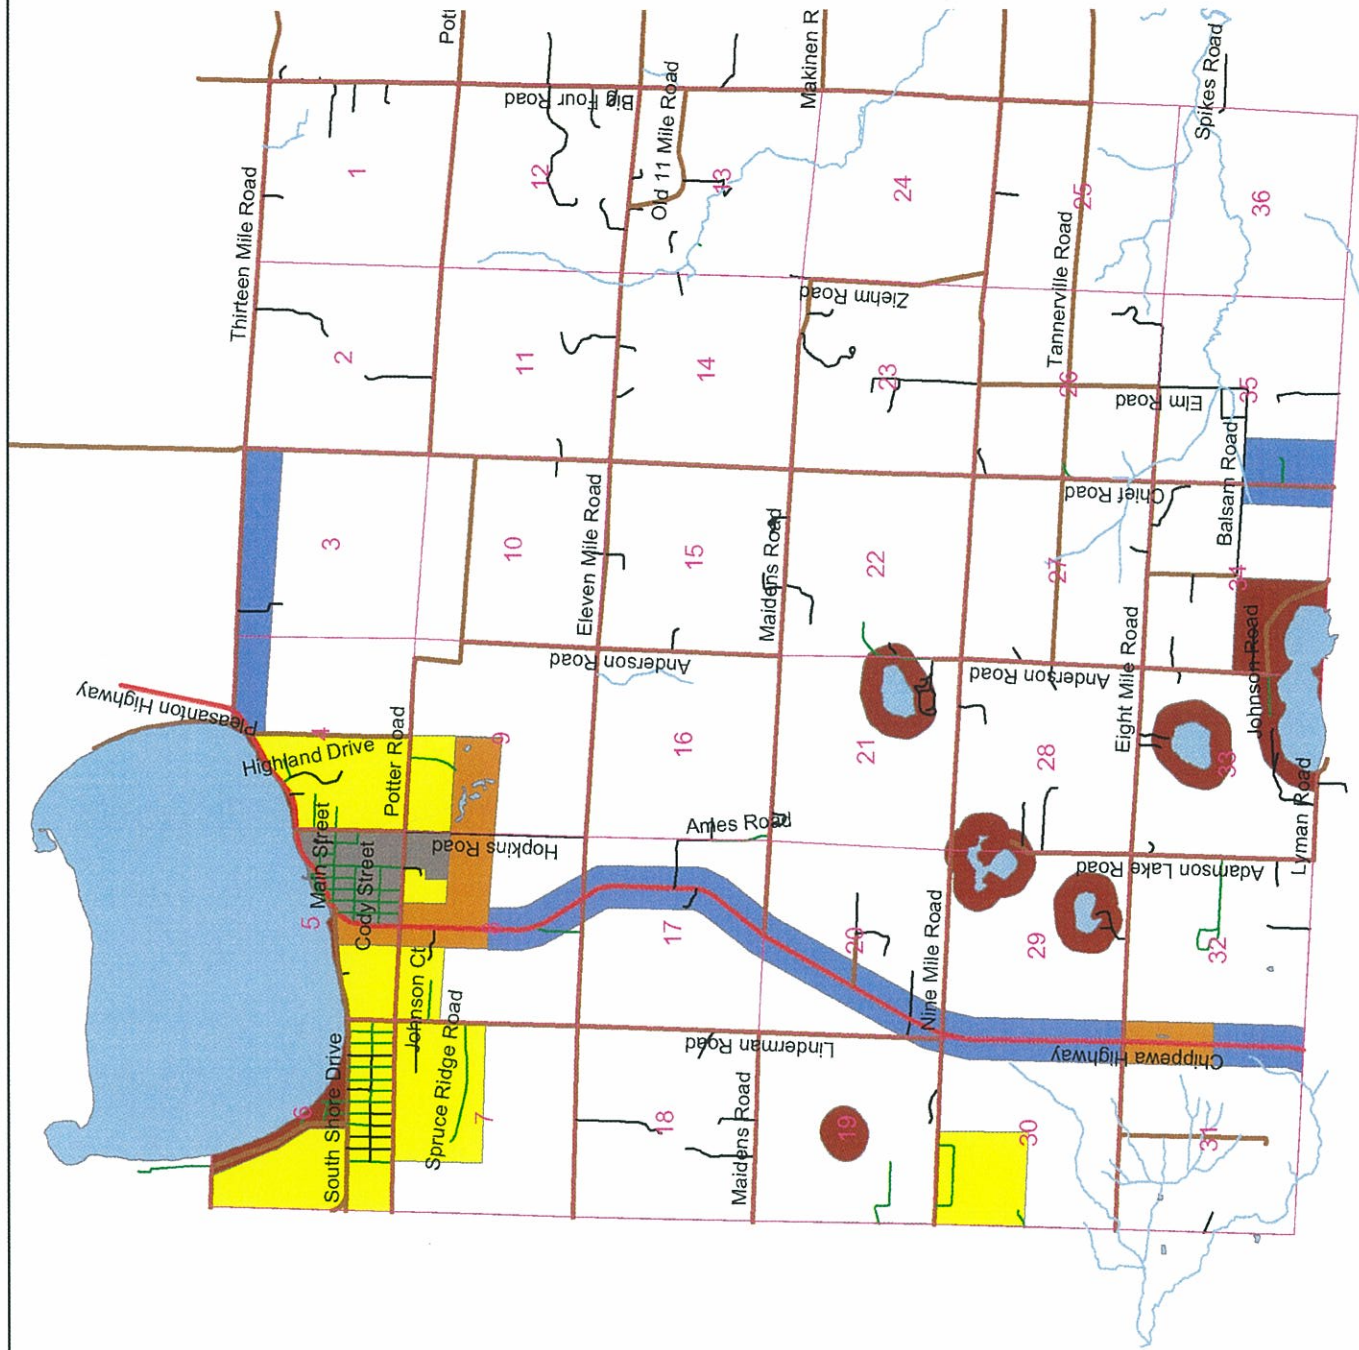 Poti
Makinen R
Thirteen Mile Road
Big Four Road
Old 11 Mile Road
Spikes Road
1
12
13
24
25
36
Ziehm Road
Tannerville Road
2
11
14
23
26
35
Elm Road
Chief Road
Balsam Road
3
10
15
22
27
34
Eleven Mile Road
Maidens Road
Anderson Road
Anderson Road
Eight Mile Road
Johnson Road
Pleasanton Highway
4
9
16
21
28
33
Highland Drive
Potter Road
Main Street
Cody Street
Hopkins Road
Ames Road
Adamson Lake Road
Lyman Road
5
8
17
20
29
32
Nine Mile Road
Johnson Ct
Spruce Ridge Road
South Shore Drive
Linderman Road
Chippewa Highway
6
7
18
19
30
31
Maidens Road